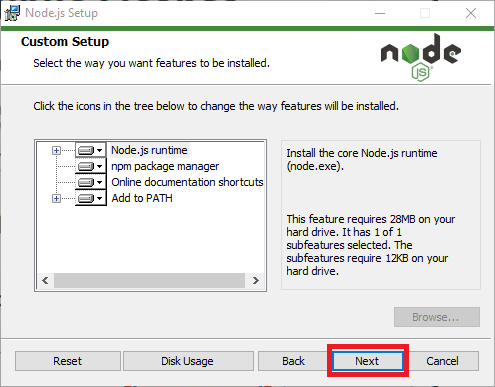 Node.js Setup
Custom Setup
Select the way you want features to be installed.
node
JS
Click the icons in the tree below to change the way features will be installed.
Node.js runtime
npm package manager
Online documentation shortcuts
Add to PATH
Install the core Node.js runtime
(node.exe).
This feature requires 28MB on your
hard drive. It has 1 of 1
subfeatures selected. The
subfeatures require 12KB on your
hard drive.
Browse...
Reset
Disk Usage
Back
Next
Cancel